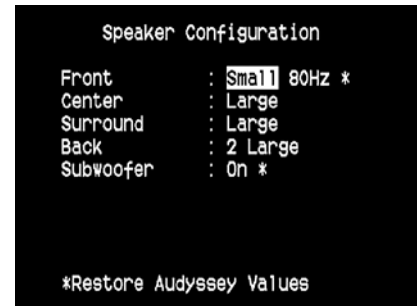 Speaker Configuration
Front : Small 80Hz *
Center : Large
Surround : Large
Back : 2 Large
Subwoofer : On *
*Restore Audyssey Values